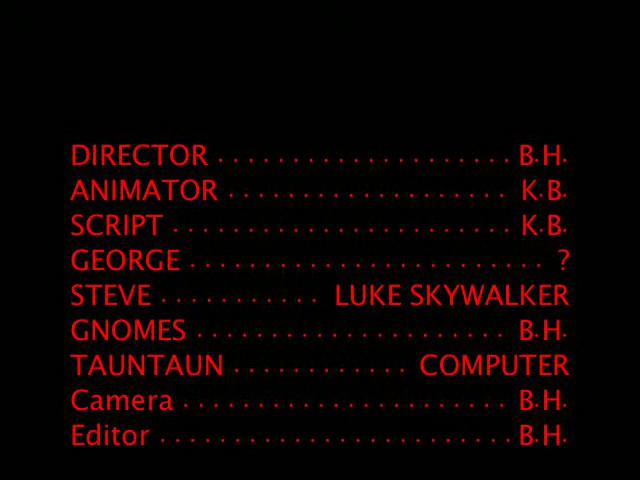 DIRECTOR . . . . . . . . . . . . . . . . . . . . B.H.
ANIMATOR . . . . . . . . . . . . . . . . . . . K.B.
SCRIPT . . . . . . . . . . . . . . . . . . . . . . . K.B.
GEORGE . . . . . . . . . . . . . . . . . . . . . . . . ?
STEVE . . . . . . . . . . . LUKE SKYWALKER
GNOMES . . . . . . . . . . . . . . . . . . . . . B.H.
TAUNTAUN . . . . . . . . . . . . COMPUTER
Camera . . . . . . . . . . . . . . . . . . . . . . B.H.
Editor . . . . . . . . . . . . . . . . . . . . . . . . B.H.